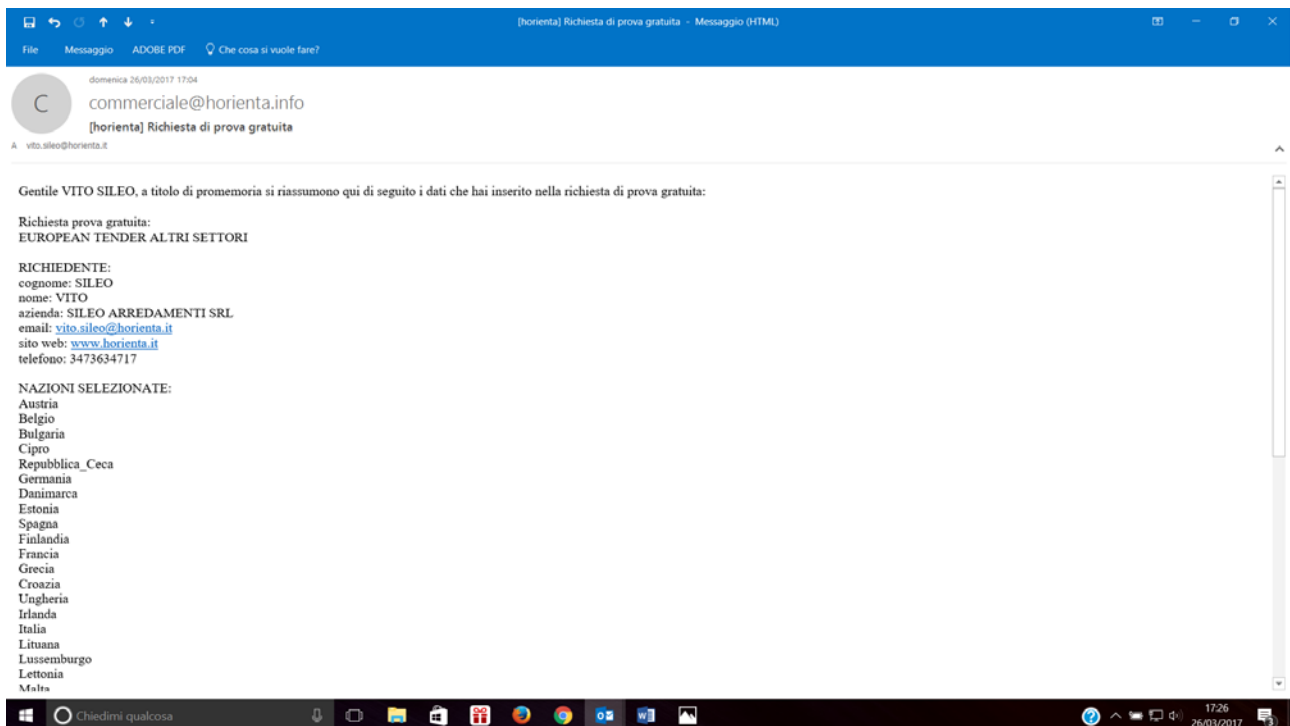 [horienta] Richiesta di prova gratuita - Messaggio (HTML)
File Messaggio ADOBE PDF Che cosa si vuole fare?
domenica 26/03/2017 17:04
C
commerciale@horienta.info
[horienta] Richiesta di prova gratuita
A vito.sileo@horienta.it
Gentile VITO SILEO, a titolo di promemoria si riassumono qui di seguito i dati che hai inserito nella richiesta di prova gratuita:
Richiesta prova gratuita:
EUROPEAN TENDER ALTRI SETTORI
RICHIEDENTE:
cognome: SILEO
nome: VITO
azienda: SILEO ARREDAMENTI SRL
email: vito.sileo@horienta.it
sito web: www.horienta.it
telefono: 3473634717
NAZIONI SELEZIONATE:
Austria
Belgio
Bulgaria
Cipro
Repubblica_Ceca
Germania
Danimarca
Estonia
Spagna
Finlandia
Francia
Grecia
Croazia
Ungheria
Irlanda
Italia
Lituana
Lussemburgo
Lettonia
Malta
Chiedimi qualcosa
17:26
26/03/2017